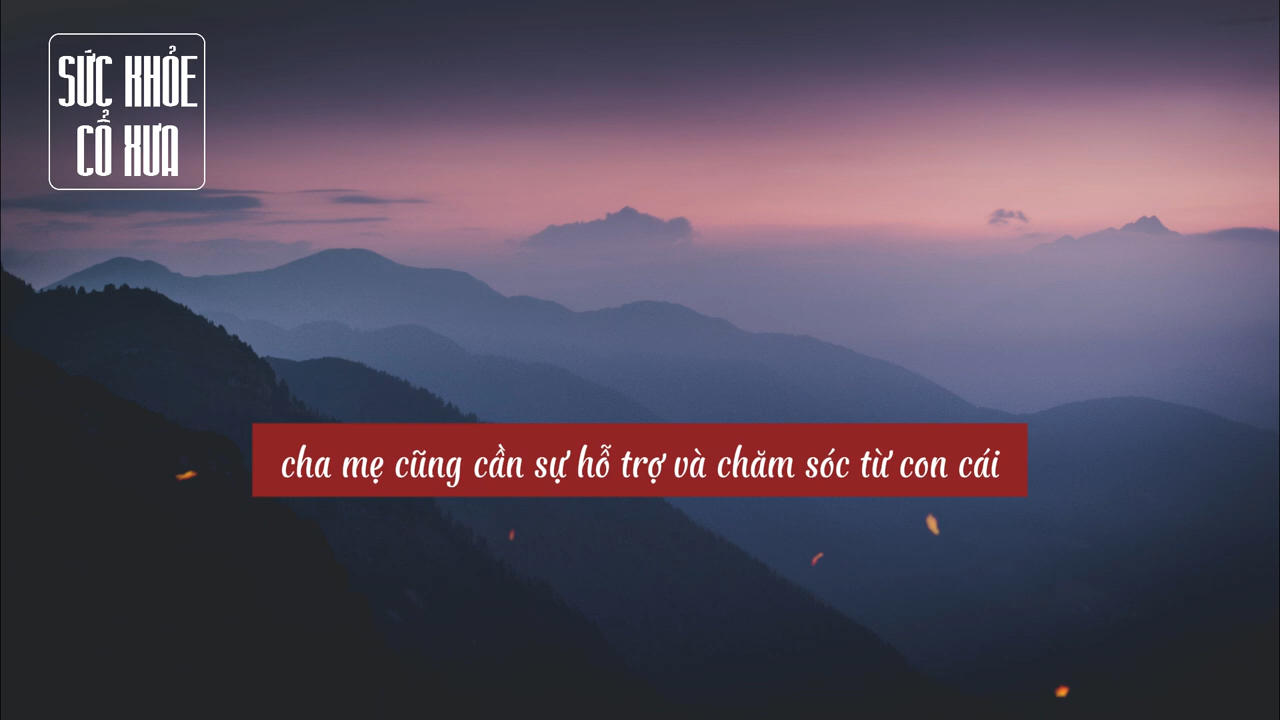 SỨC KHỎE
CỔ XƯA
cha mẹ cũng cần sự hỗ trợ và chăm sóc từ con cái